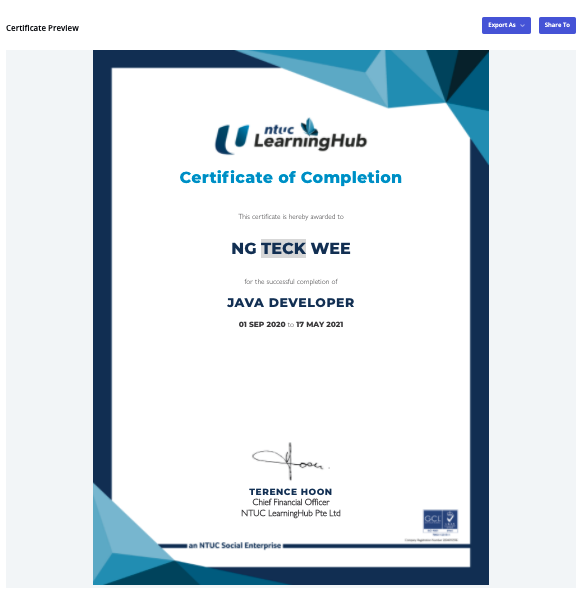 Certificate Preview
Export As
Share To
ntuc
LearningHub
Certificate of Completion
This certificate is hereby awarded to
NG TECK WEE
for the successful completion of
JAVA DEVELOPER
01 SEP 2020 to 17 MAY 2021
TERENCE HOON
Chief Financial Officer
NTUC LearningHub Pte Ltd
GCL
an NTUC Social Enterprise